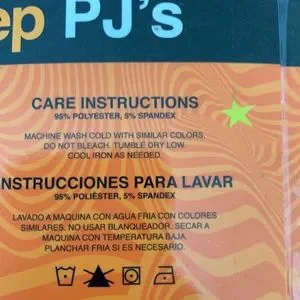 ep PJ's
CARE INSTRUCTIONS
95% POLYESTER, 5% SPANDEX
MACHINE WASH COLD WITH SIMILAR COLORS.
DO NOT BLEACH. TUMBLE DRY LOW.
COOL IRON AS NEEDED.
INSTRUCCIONES PARA LAVAR
95% POLIÉSTER, 5% SPANDEX
LAVADO A MAQUINA CON AGUA FRIA CON COLORES
SIMILARES. NO USAR BLANQUEADOR. SECAR A
MAQUINA CON TEMPERATURA BAJA.
PLANCHAR FRIA SI ES NECESARIO.